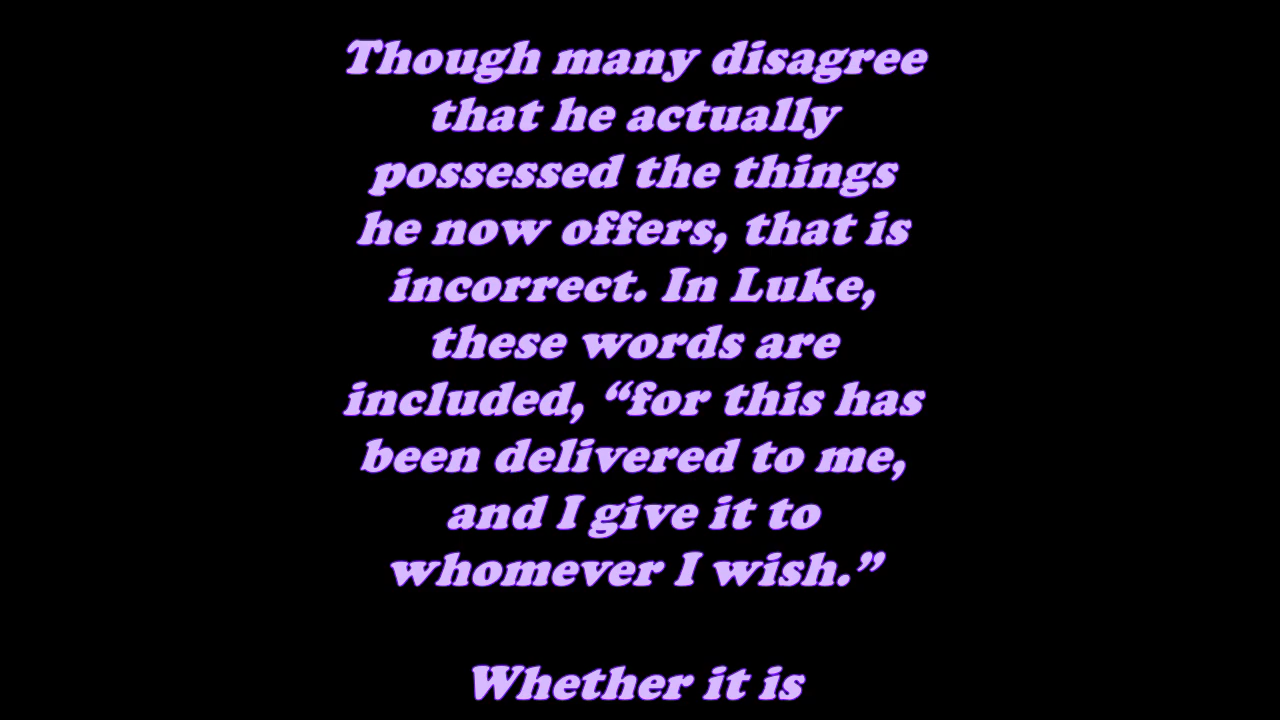 Though many disagree
that he actually
possessed the things
he now offers, that is
incorrect. In Luke,
these words are
included, “for this has
been delivered to me,
and I give it to
whomever I wish.”
Whether it is